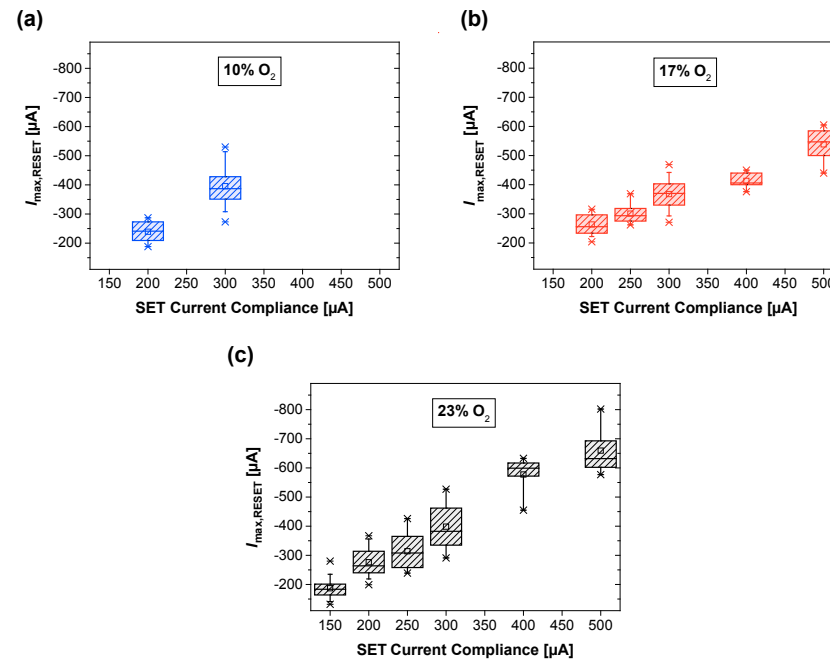 (a)
10% O2
-800
-700
-600
-500
-400
-300
-200
Imax,RESET [µA]
150 200 250 300 350 400 450 500
SET Current Compliance [µA]
(b)
17% O2
-800
-700
-600
-500
-400
-300
-200
Imax,RESET [µA]
150 200 250 300 350 400 450 500
SET Current Compliance [µA]
(c)
23% O2
-800
-700
-600
-500
-400
-300
-200
Imax,RESET [µA]
150 200 250 300 350 400 450 500
SET Current Compliance [µA]